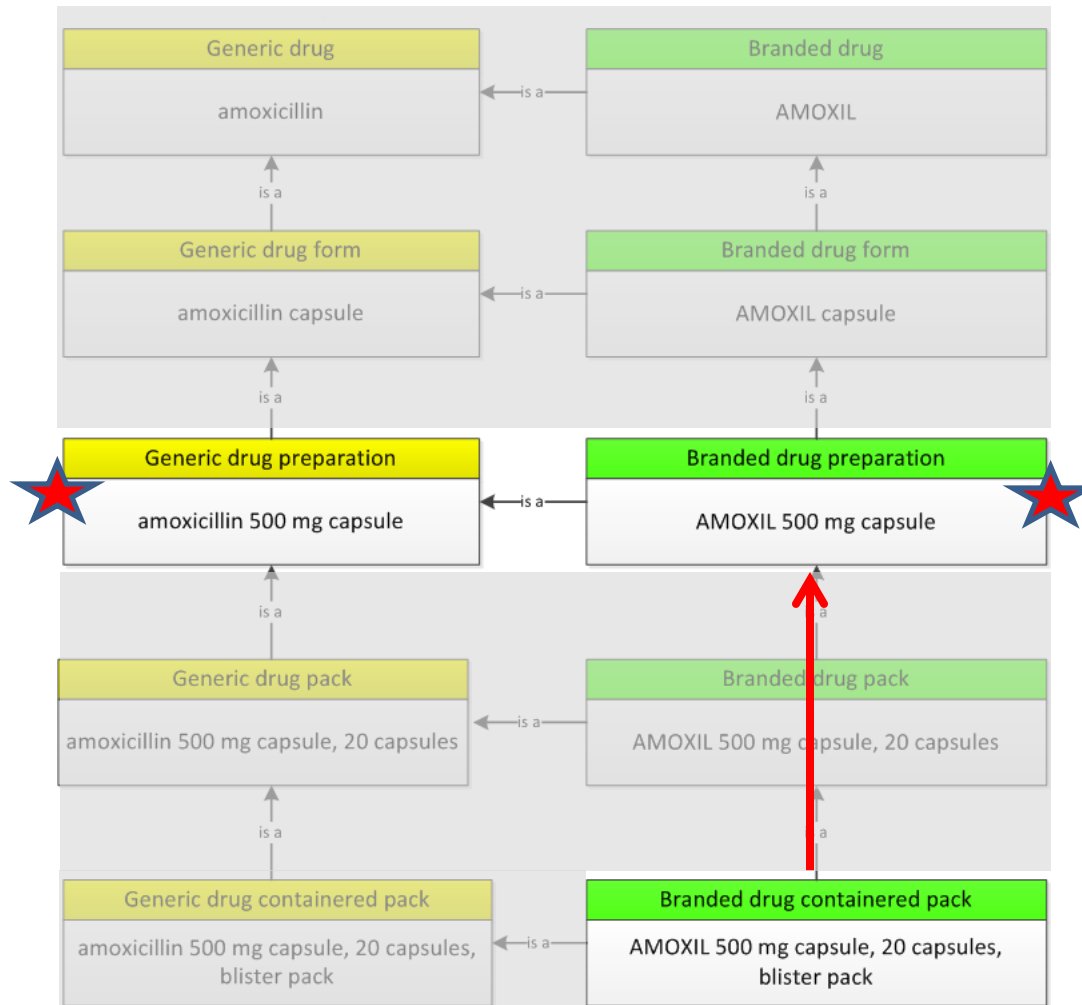 Generic drug
Branded drug
amoxicillin
is a
AMOXIL
is a
is a
Generic drug form
Branded drug form
amoxicillin capsule
is a
AMOXIL capsule
is a
is a
Generic drug preparation
Branded drug preparation
amoxicillin 500 mg capsule
is a
AMOXIL 500 mg capsule
is a
a
Generic drug pack
Branded drug pack
amoxicillin 500 mg capsule, 20 capsules
is a
AMOXIL 500 mg capsule, 20 capsules
is a
a
Generic drug containered pack
Branded drug containered pack
amoxicillin 500 mg capsule, 20 capsules,
blister pack
is a
AMOXIL 500 mg capsule, 20 capsules,
blister pack